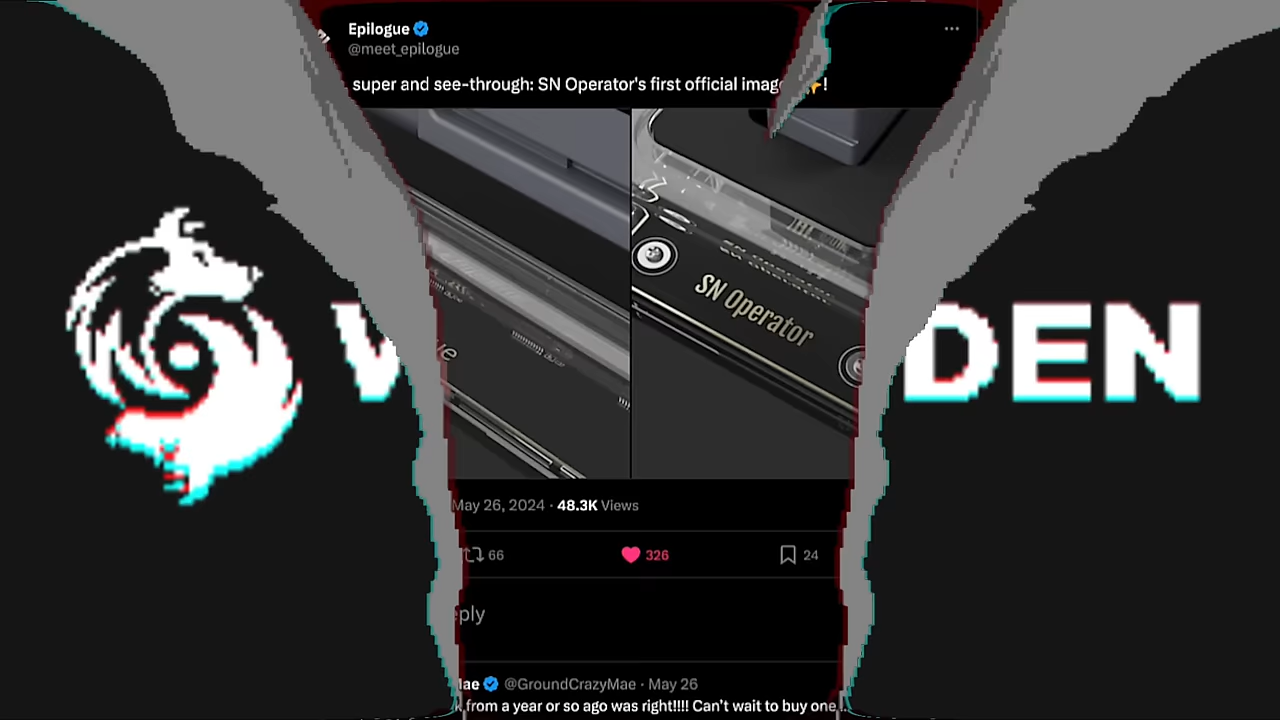 Epilogue
@meet_epilogue
super and see-through: SN Operator's first official imag !
SN Operator
W DEN
May 26, 2024 · 48.3K Views
66 326 24
eply
Mae @GroundCrazyMae · May 26
from a year or so ago was right!!!! Can't wait to buy one